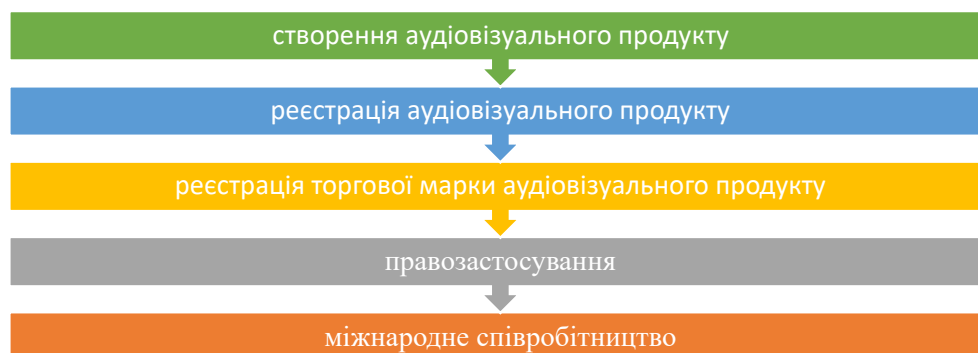 створення аудіовізуального продукту
реєстрація аудіовізуального продукту
реєстрація торгової марки аудіовізуального продукту
правозастосування
міжнародне співробітництво